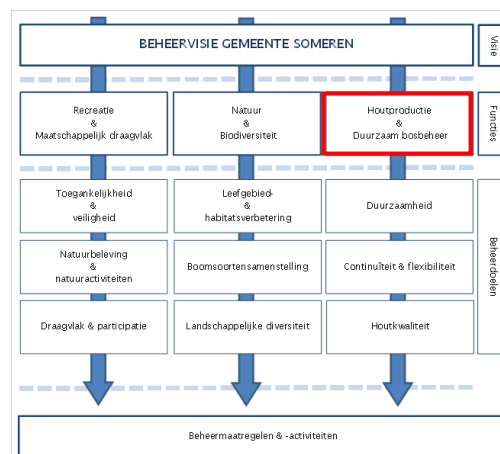 BEHEERVISIE GEMEENTE SOMEREN
Visie
Recreatie
&
Maatschappelijk draagvlak
Natuur
&
Biodiversiteit
Houtproductie
&
Duurzaam bosbeheer
Functies
Toegankelijkheid
&
veiligheid
Leefgebied-
&
habitatsverbetering
Duurzaamheid
Beheerdoelen
Natuurbeleving
&
natuuractiviteiten
Boomsoortensamenstelling
Continuïteit & flexibiliteit
Draagvlak & participatie
Landschappelijke diversiteit
Houtkwaliteit
Beheermaatregelen & -activiteiten